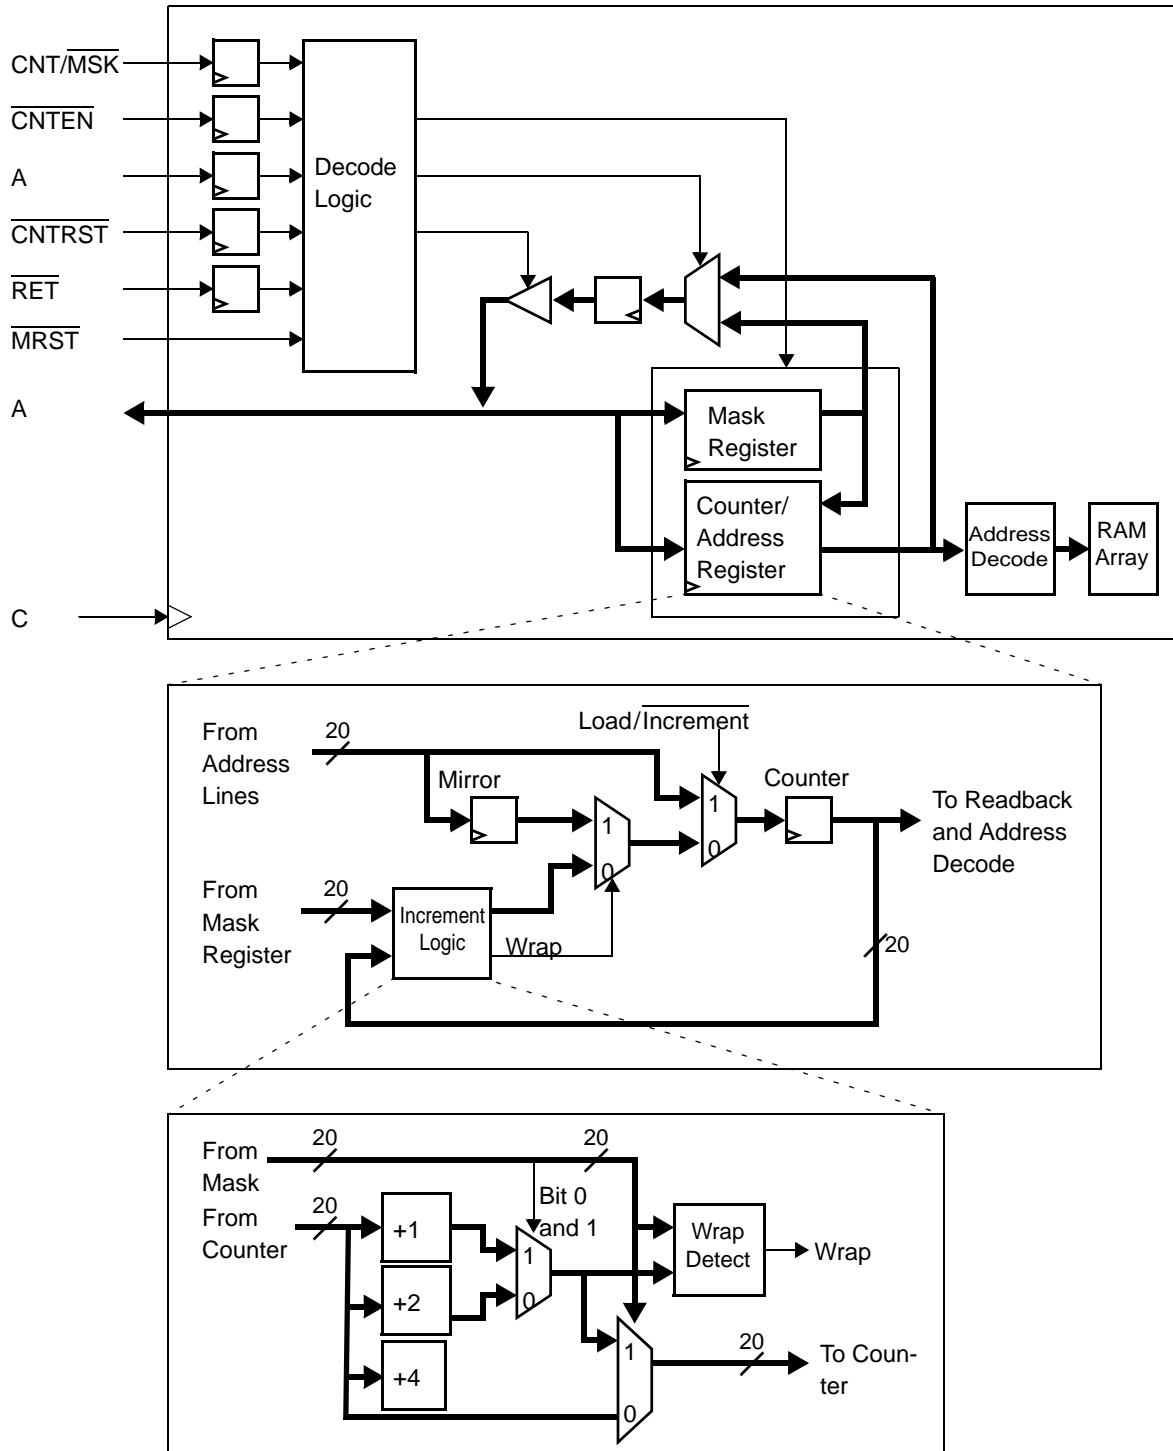 CNT/MSK
CNTEN
A
CNTRST
RET
MRST
A
C
Decode
Logic
Mask
Register
Counter/
Address
Register
Address
Decode
RAM
Array
From
Address
Lines
20
Load/Increment
Mirror
1
0
1
0
Counter
To Readback
and Address
Decode
From
Mask
Register
20
Increment
Logic
Wrap
20
From
Mask
20
20
From
Counter
20
Bit 0
and 1
+1
+2
+4
1
0
Wrap
Detect
Wrap
1
0
20
To Coun-
ter